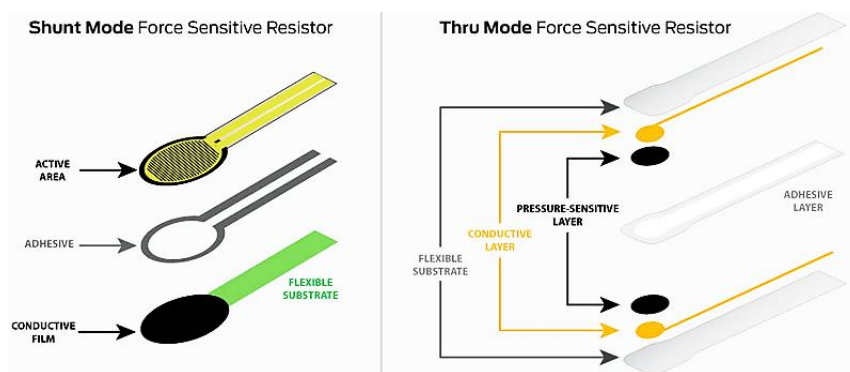 Shunt Mode Force Sensitive Resistor
ACTIVE
AREA
ADHESIVE
FLEXIBLE
SUBSTRATE
CONDUCTIVE
FILM
Thru Mode Force Sensitive Resistor
PRESSURE-SENSITIVE
LAYER
ADHESIVE
LAYER
CONDUCTIVE
LAYER
FLEXIBLE
SUBSTRATE